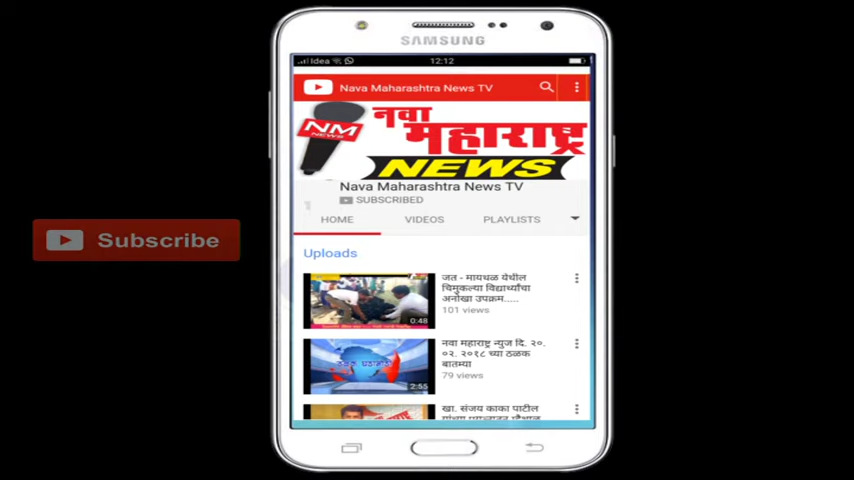 SAMSUNG
Idea
12:12
Nava Maharashtra News TV
NM
NEWS
नवा
महाराष्ट्र
NEWS
Nava Maharashtra News TV
SUBSCRIBED
HOME VIDEOS PLAYLISTS
Subscribe
Uploads
जत - मायथळ येथील
चिमुकल्या विद्यार्थ्यांचा
अनोखा उपक्रम.....
101 views
0:48
नवा महाराष्ट्र न्युज दि. २०.
०२. २०१८ च्या ठळक
बातम्या
79 views
2:55
खा. संजय काका पाटील